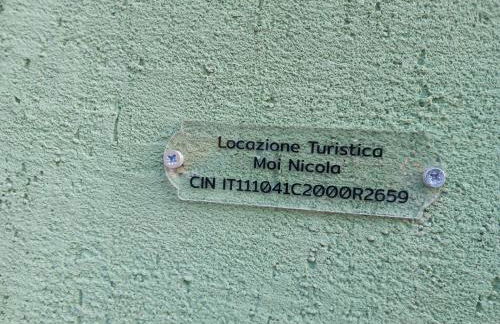 Locazione Turistica
Moi Nicola
CIN IT111041C2000R2659